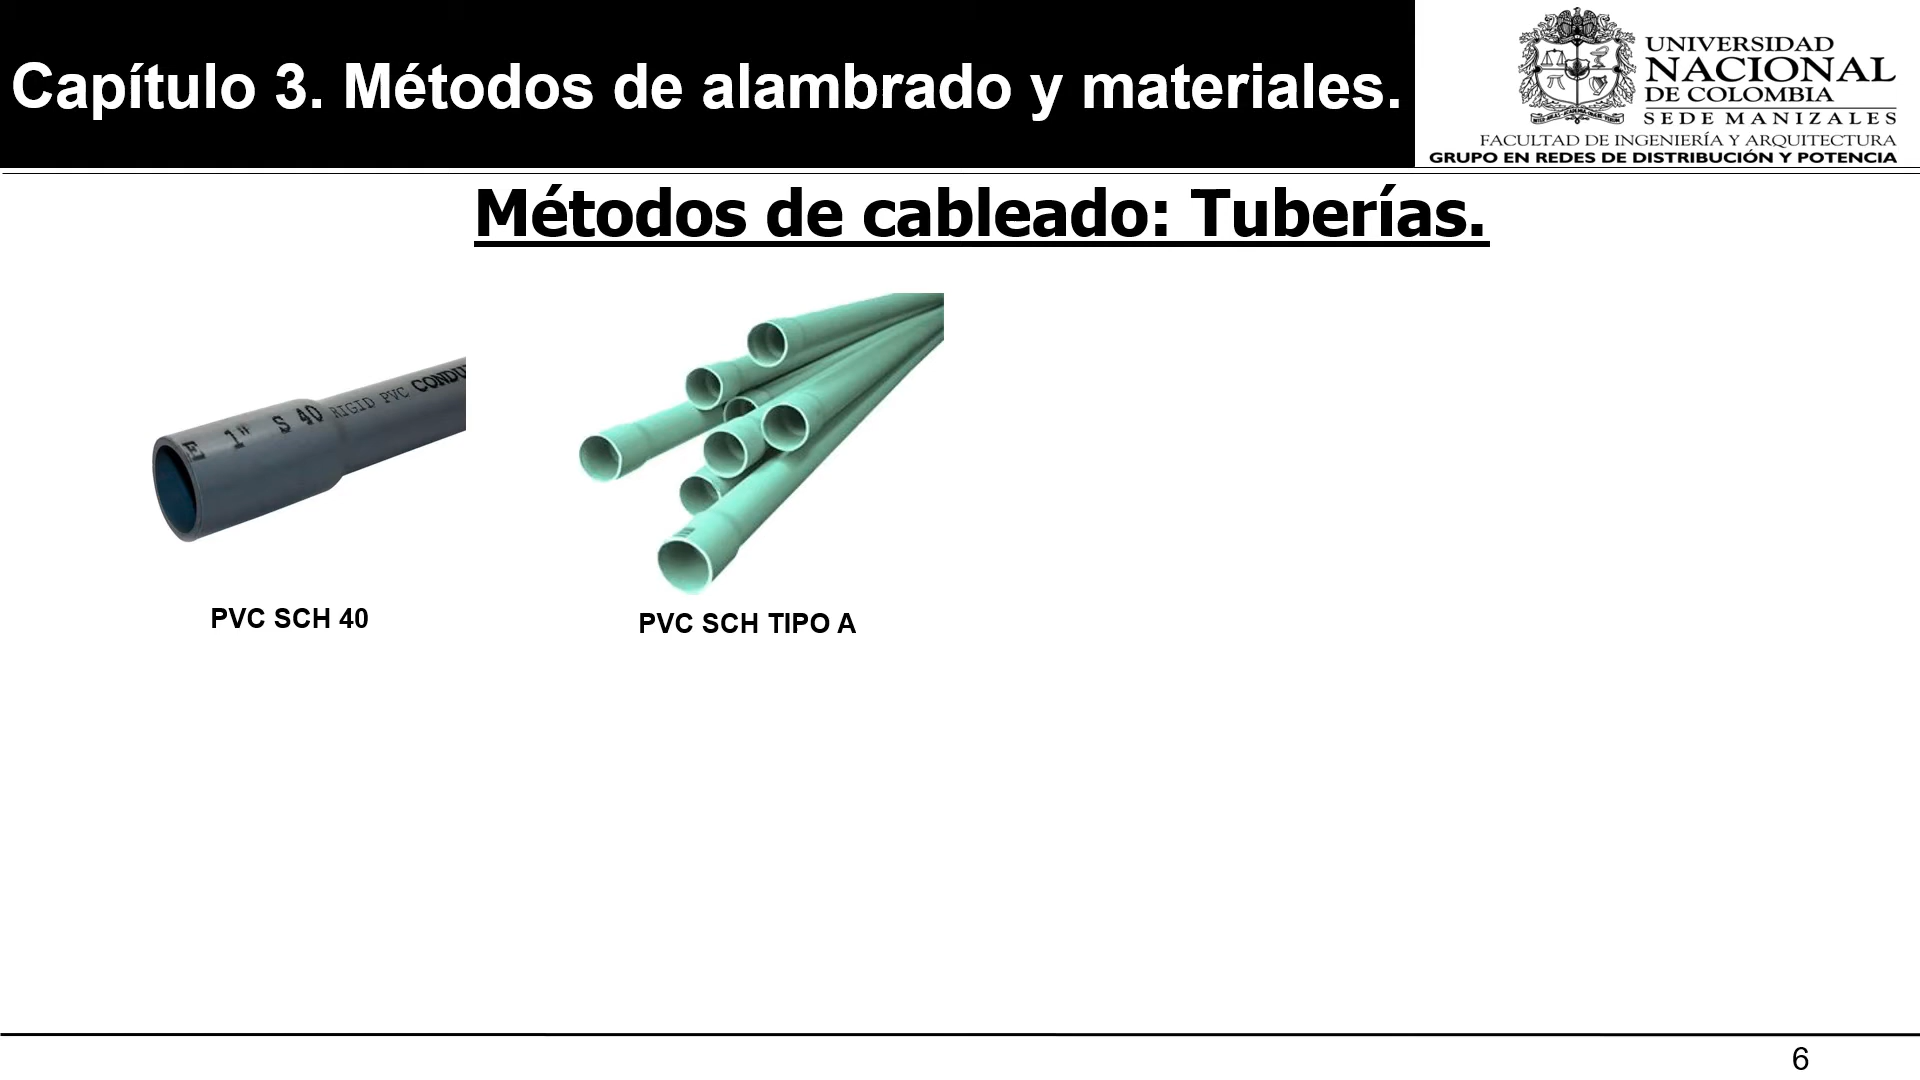 Capítulo 3. Métodos de alambrado y materiales.
UNIVERSIDAD
NACIONAL
DE COLOMBIA
SEDE MANIZALES
FACULTAD DE INGENIERÍA Y ARQUITECTURA
GRUPO EN REDES DE DISTRIBUCIÓN Y POTENCIA
Métodos de cableado: Tuberías.
E 1" S 40 RIGID PVC CONDU
PVC SCH 40
PVC SCH TIPO A
6